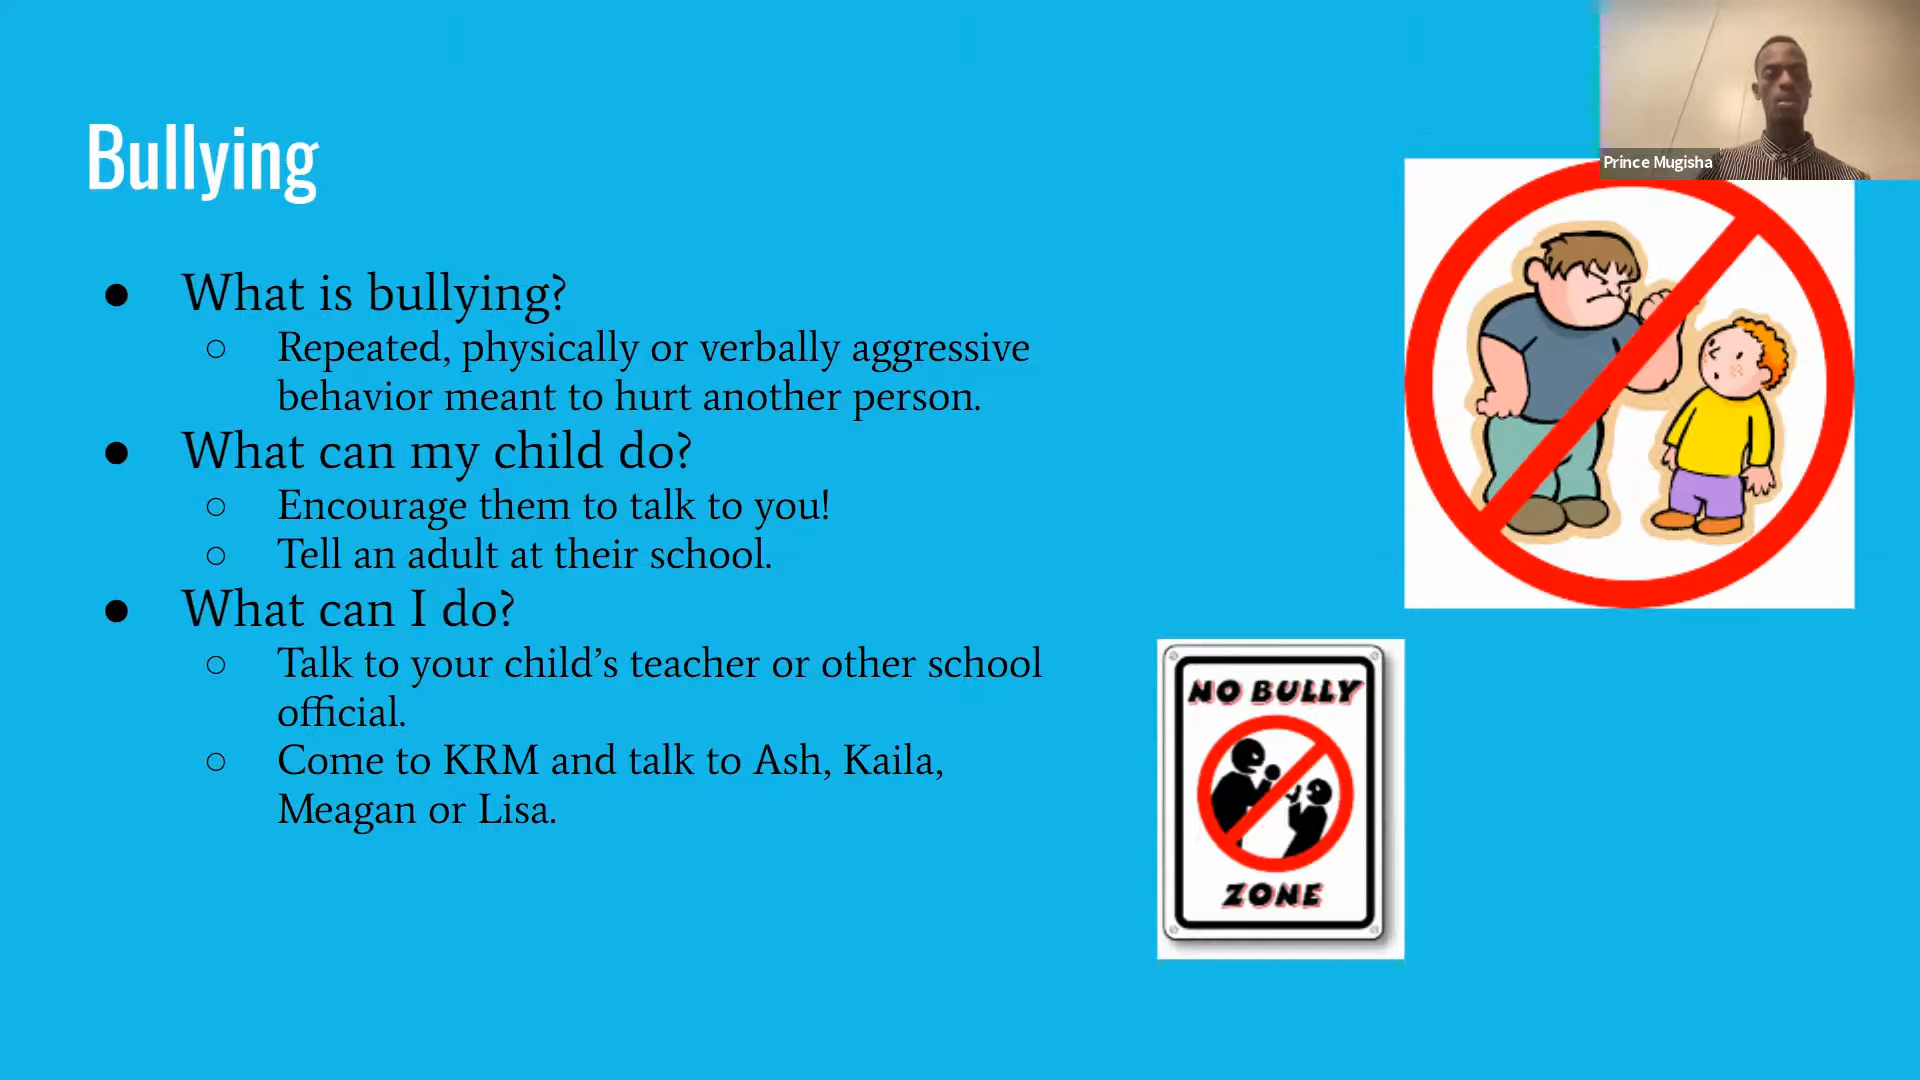 Prince Mugisha
Bullying
● What is bullying?
○ Repeated, physically or verbally aggressive
behavior meant to hurt another person.
● What can my child do?
○ Encourage them to talk to you!
○ Tell an adult at their school.
● What can I do?
○ Talk to your child’s teacher or other school
official.
○ Come to KRM and talk to Ash, Kaila,
Meagan or Lisa.
NO BULLY
ZONE